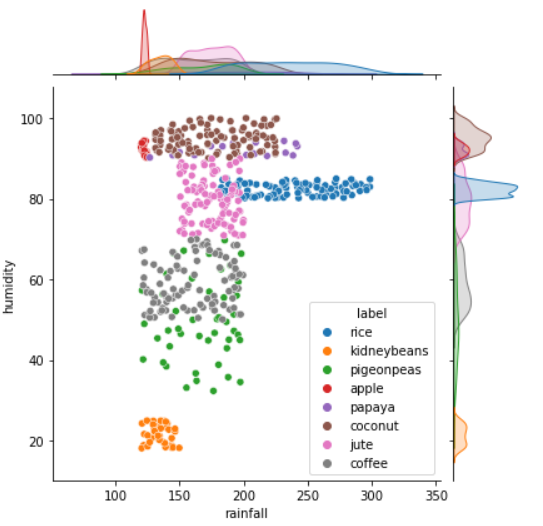 100
80
60
40
20
humidity
label
rice
kidneybeans
pigeonpeas
apple
papaya
coconut
jute
coffee
100
150
200
250
300
350
rainfall